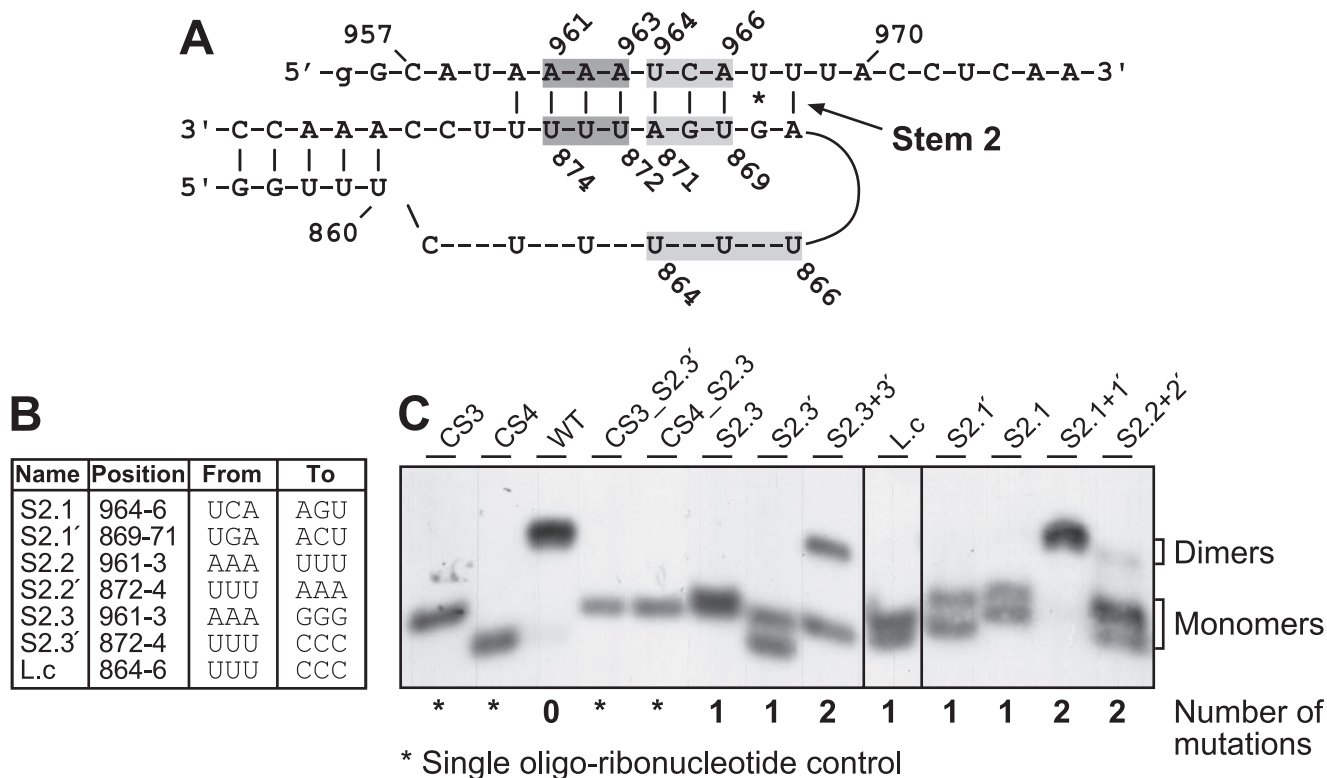 A
957 961 963 964 966 970
5′-g-G-C-A-U-A-A-A-A-U-C-A-U-U-U-A-C-C-U-C-A-A-3'
*
Stem 2
3'-C-C-A-A-A-C-C-U-U-U-U-U-A-G-U-G-A
874 872 871 869
5'-G-G-U-U-U
860
C---U---U---U---U---U
864 866
B
Name Position From To
S2.1 964-6 UCA AGU
S2.1′ 869-71 UGA ACU
S2.2 961-3 AAA UUU
S2.2′ 872-4 UUU AAA
S2.3 961-3 AAA GGG
S2.3′ 872-4 UUU CCC
L.c 864-6 UUU CCC
C
CS3 CS4 WT CS3_S2.3′ CS4_S2.3 S2.3 S2.3′ S2.3+3′ L.c S2.1′ S2.1 S2.1+1′ S2.2+2′
Dimers
Monomers
* * 0 * * 1 1 2 1 1 1 2 2 Number of
mutations
* Single oligo-ribonucleotide control